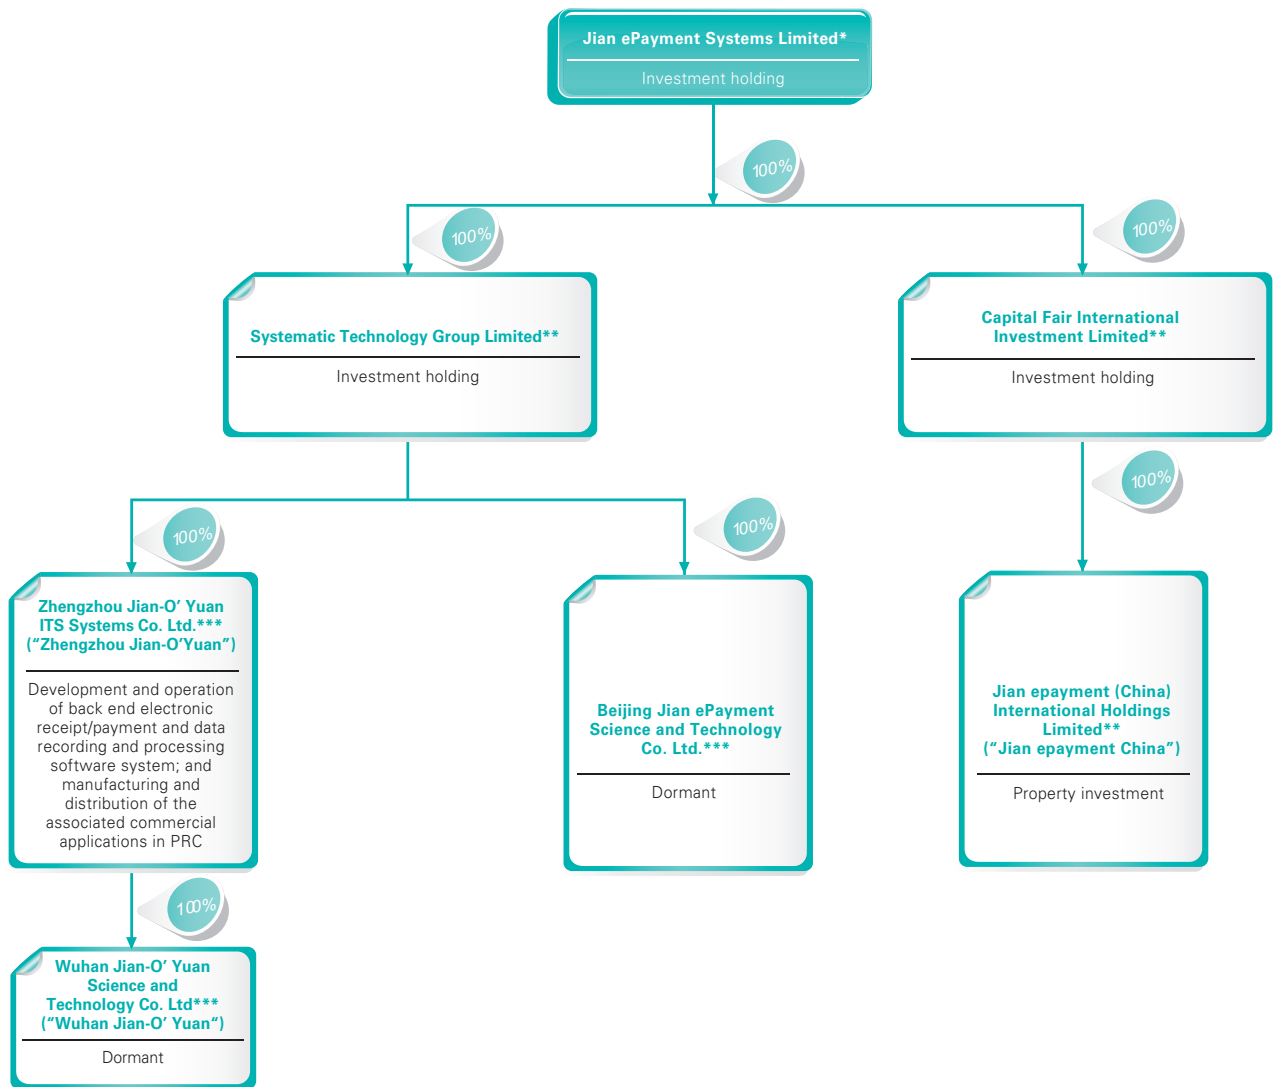 Jian ePayment Systems Limited*
Investment holding
100%
100%
100%
Systematic Technology Group Limited**
Investment holding
Capital Fair International
Investment Limited**
Investment holding
100%
100%
100%
Zhengzhou Jian-O’ Yuan
ITS Systems Co. Ltd.***
(“Zhengzhou Jian-O’Yuan”)
Development and operation
of back end electronic
receipt/payment and data
recording and processing
software system; and
manufacturing and
distribution of the
associated commercial
applications in PRC
Beijing Jian ePayment
Science and Technology
Co. Ltd.***
Dormant
Jian epayment (China)
International Holdings
Limited**
(“Jian epayment China”)
Property investment
100%
Wuhan Jian-O’ Yuan
Science and
Technology Co. Ltd***
(“Wuhan Jian-O’ Yuan“)
Dormant